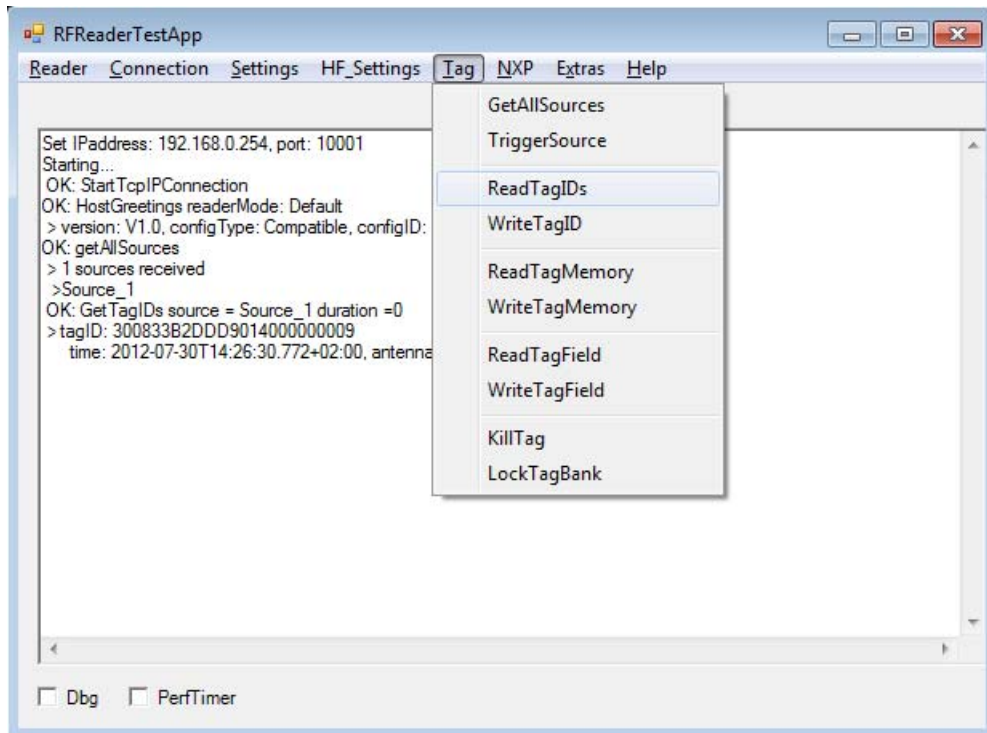 RFReaderTestApp
Reader Connection Settings HF_Settings Tag NXP Extras Help
Set IPaddress: 192.168.0.254, port: 10001
Starting...
OK: StartTcpIPConnection
OK: HostGreetings readerMode: Default
> version: V1.0, configType: Compatible, configID:
OK: getAllSources
> 1 sources received
>Source_1
OK: GetTagIDs source = Source_1 duration =0
>tagID: 300833B2DDD9014000000009
time: 2012-07-30T14:26:30.772+02:00, antenna
GetAllSources
TriggerSource
ReadTagIDs
WriteTagID
ReadTagMemory
WriteTagMemory
ReadTagField
WriteTagField
KillTag
LockTagBank
Dbg PerfTimer